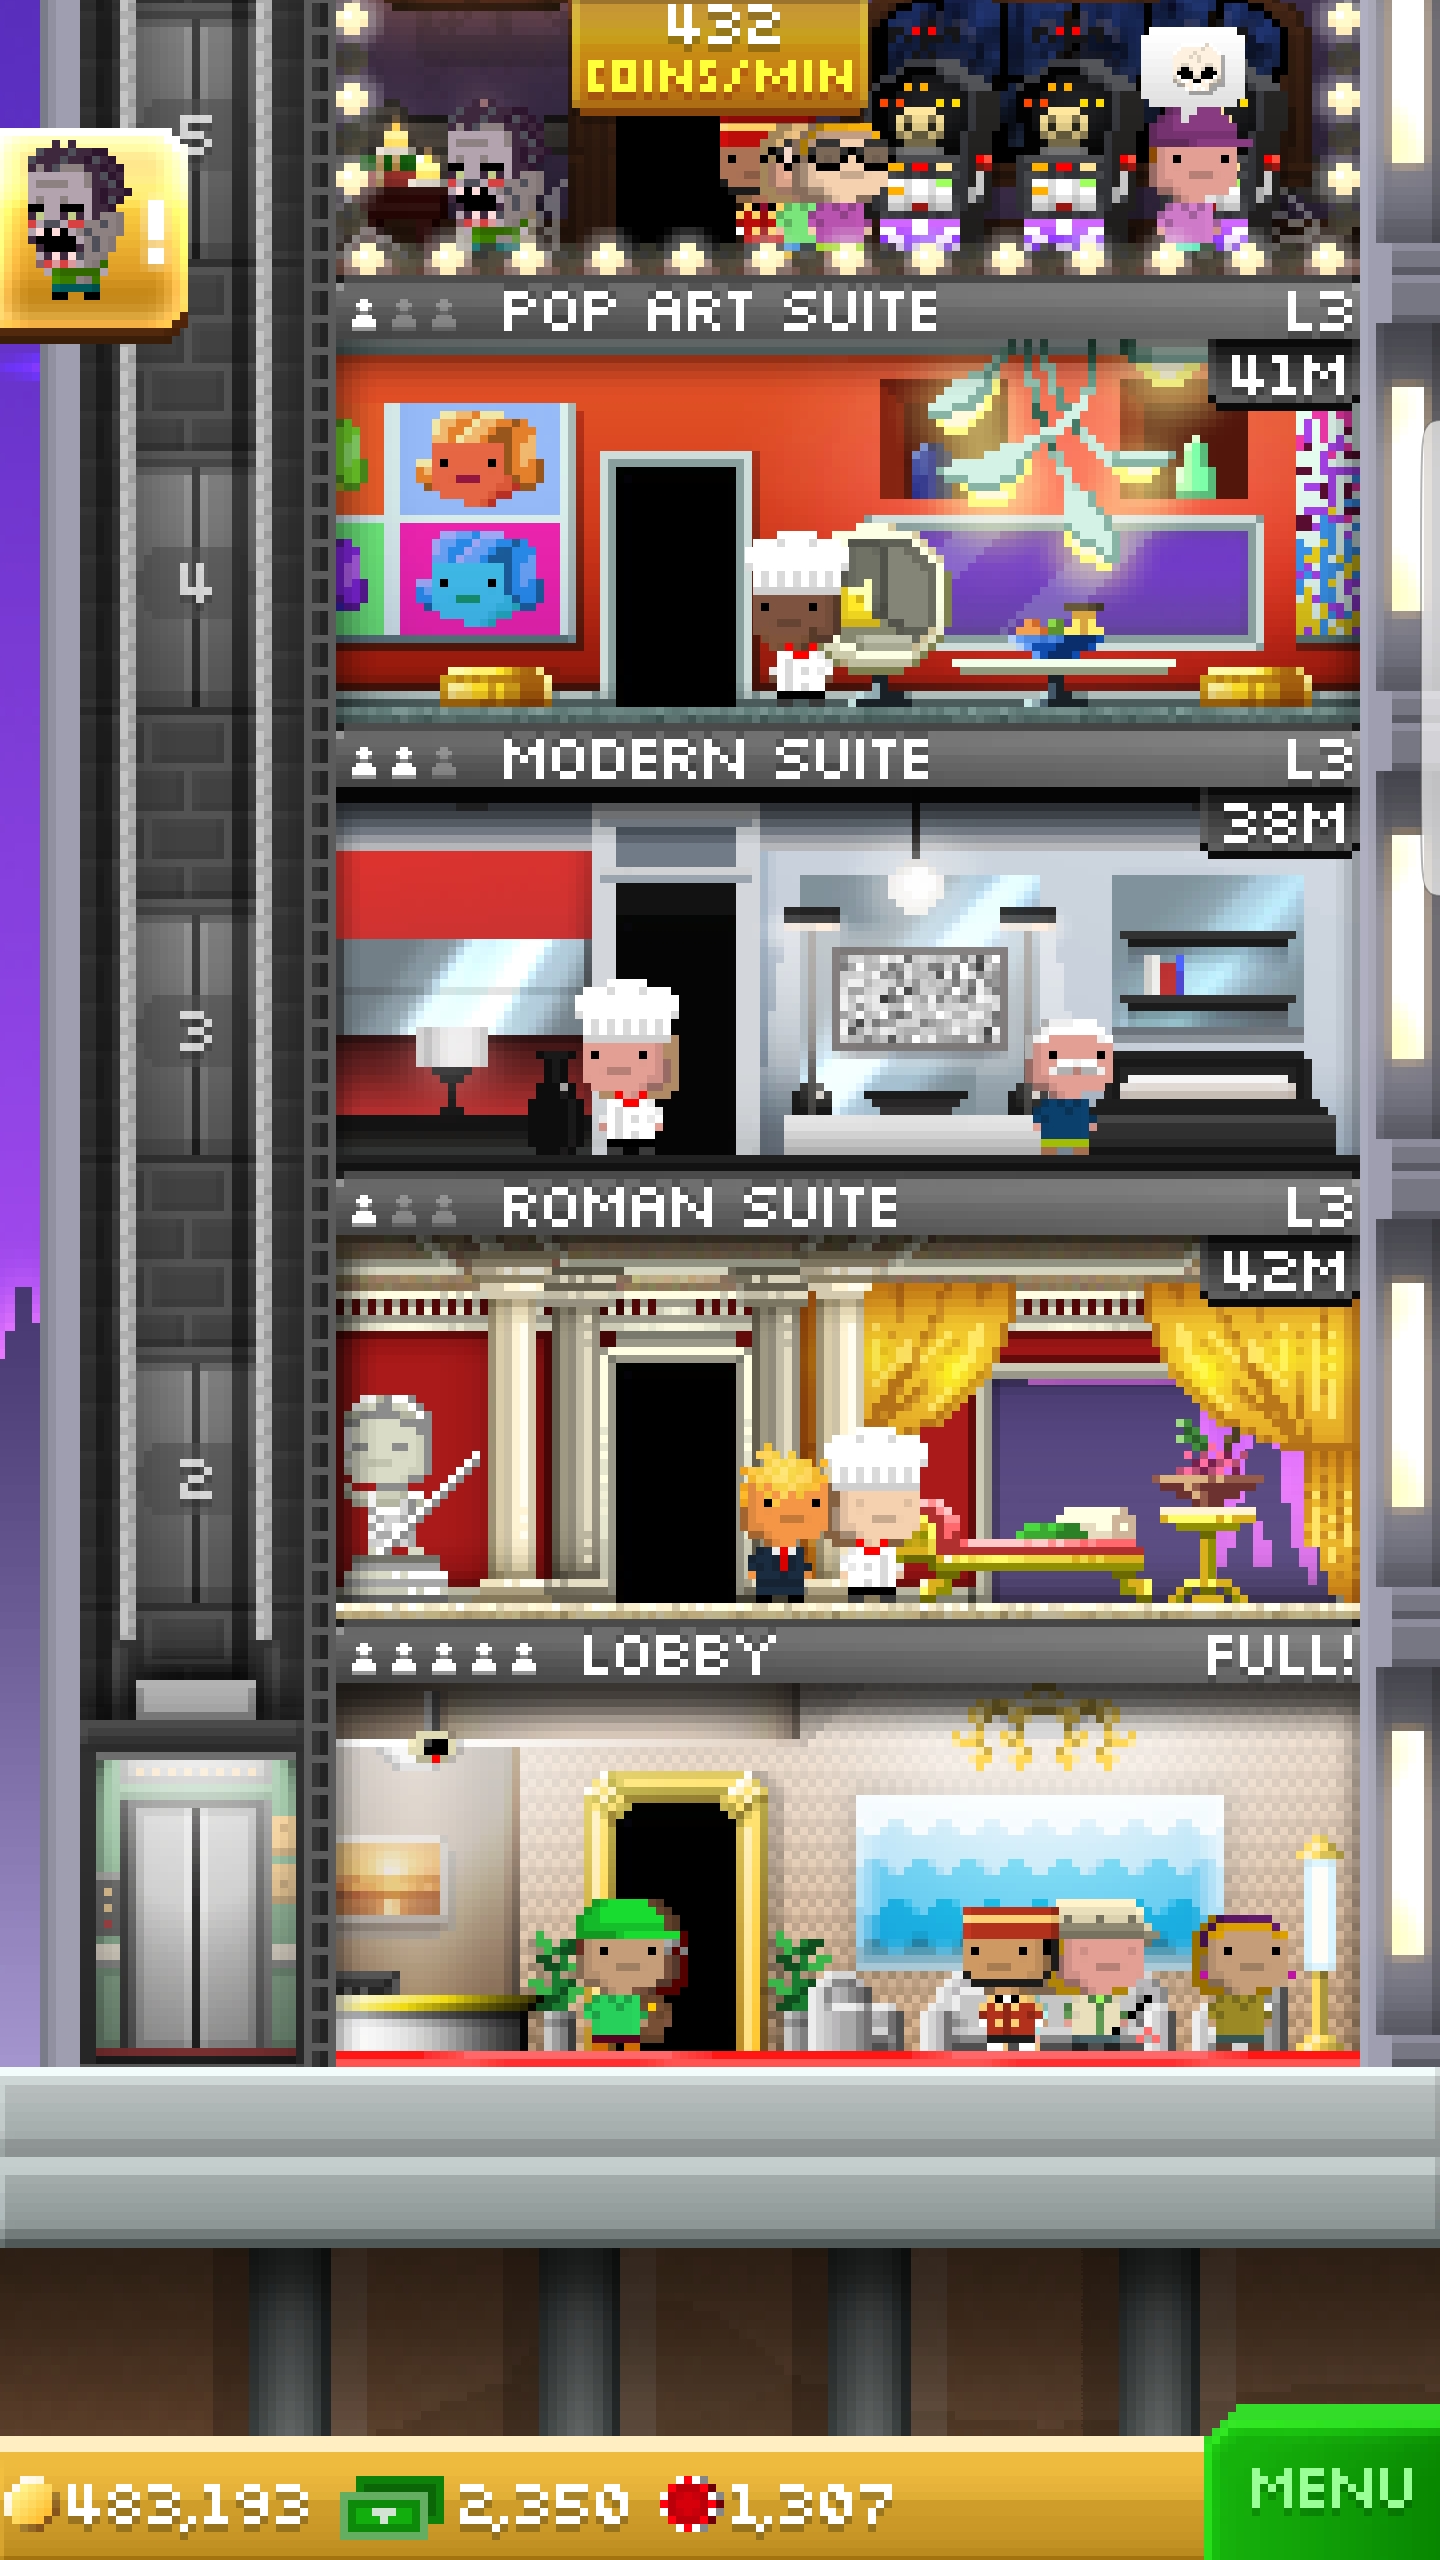 432
COINS/MIN
5
!
POP ART SUITE L3
41M
4
MODERN SUITE L3
38M
3
ROMAN SUITE L3
42M
2
LOBBY FULL!
483,193 2,350 1,307 MENU